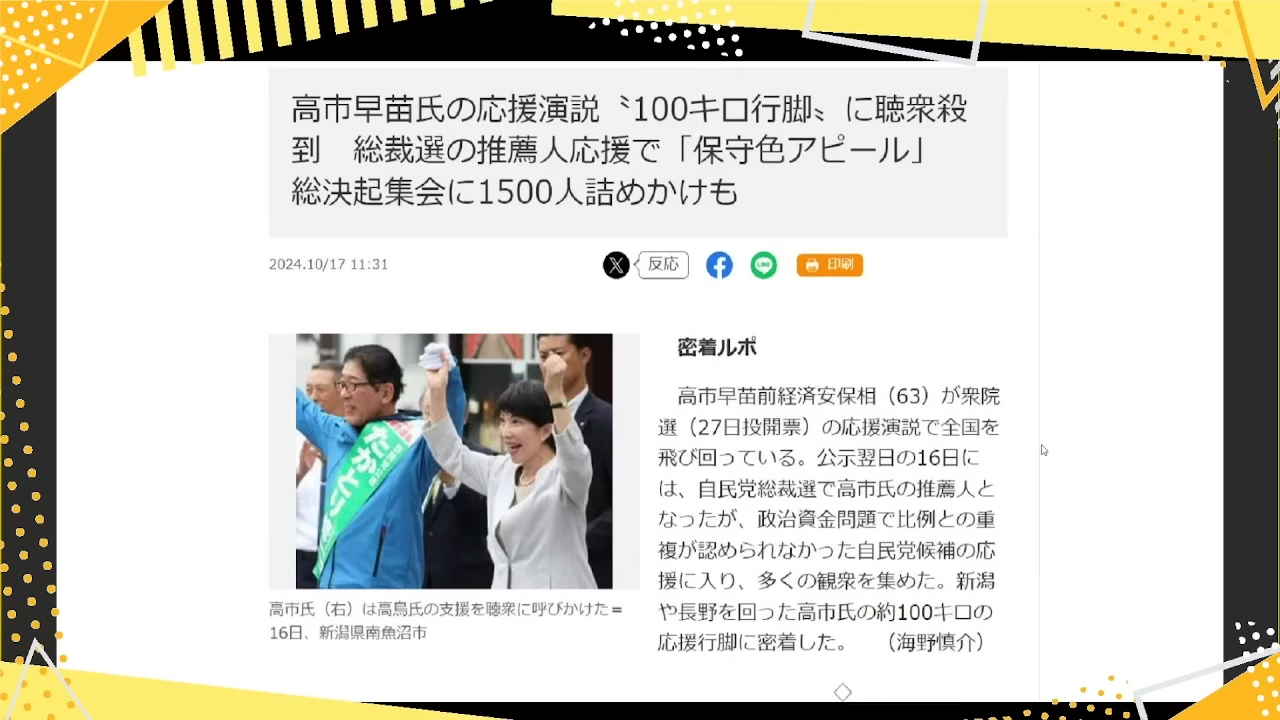 高市早苗氏の応援演説〝100キロ行脚〟に聴衆殺
到　総裁選の推薦人応援で「保守色アピール」
総決起集会に1500人詰めかけも
2024.10/17 11:31
反応
LINE
印刷
たかとり
密着ルポ
高市早苗前経済安保相（63）が衆院
選（27日投開票）の応援演説で全国を
飛び回っている。公示翌日の16日に
は、自民党総裁選で高市氏の推薦人と
なったが、政治資金問題で比例との重
複が認められなかった自民党候補の応
援に入り、多くの観衆を集めた。新潟
や長野を回った高市氏の約100キロの
応援行脚に密着した。　（海野慎介）
高市氏（右）は高鳥氏の支援を聴衆に呼びかけた＝
16日、新潟県南魚沼市